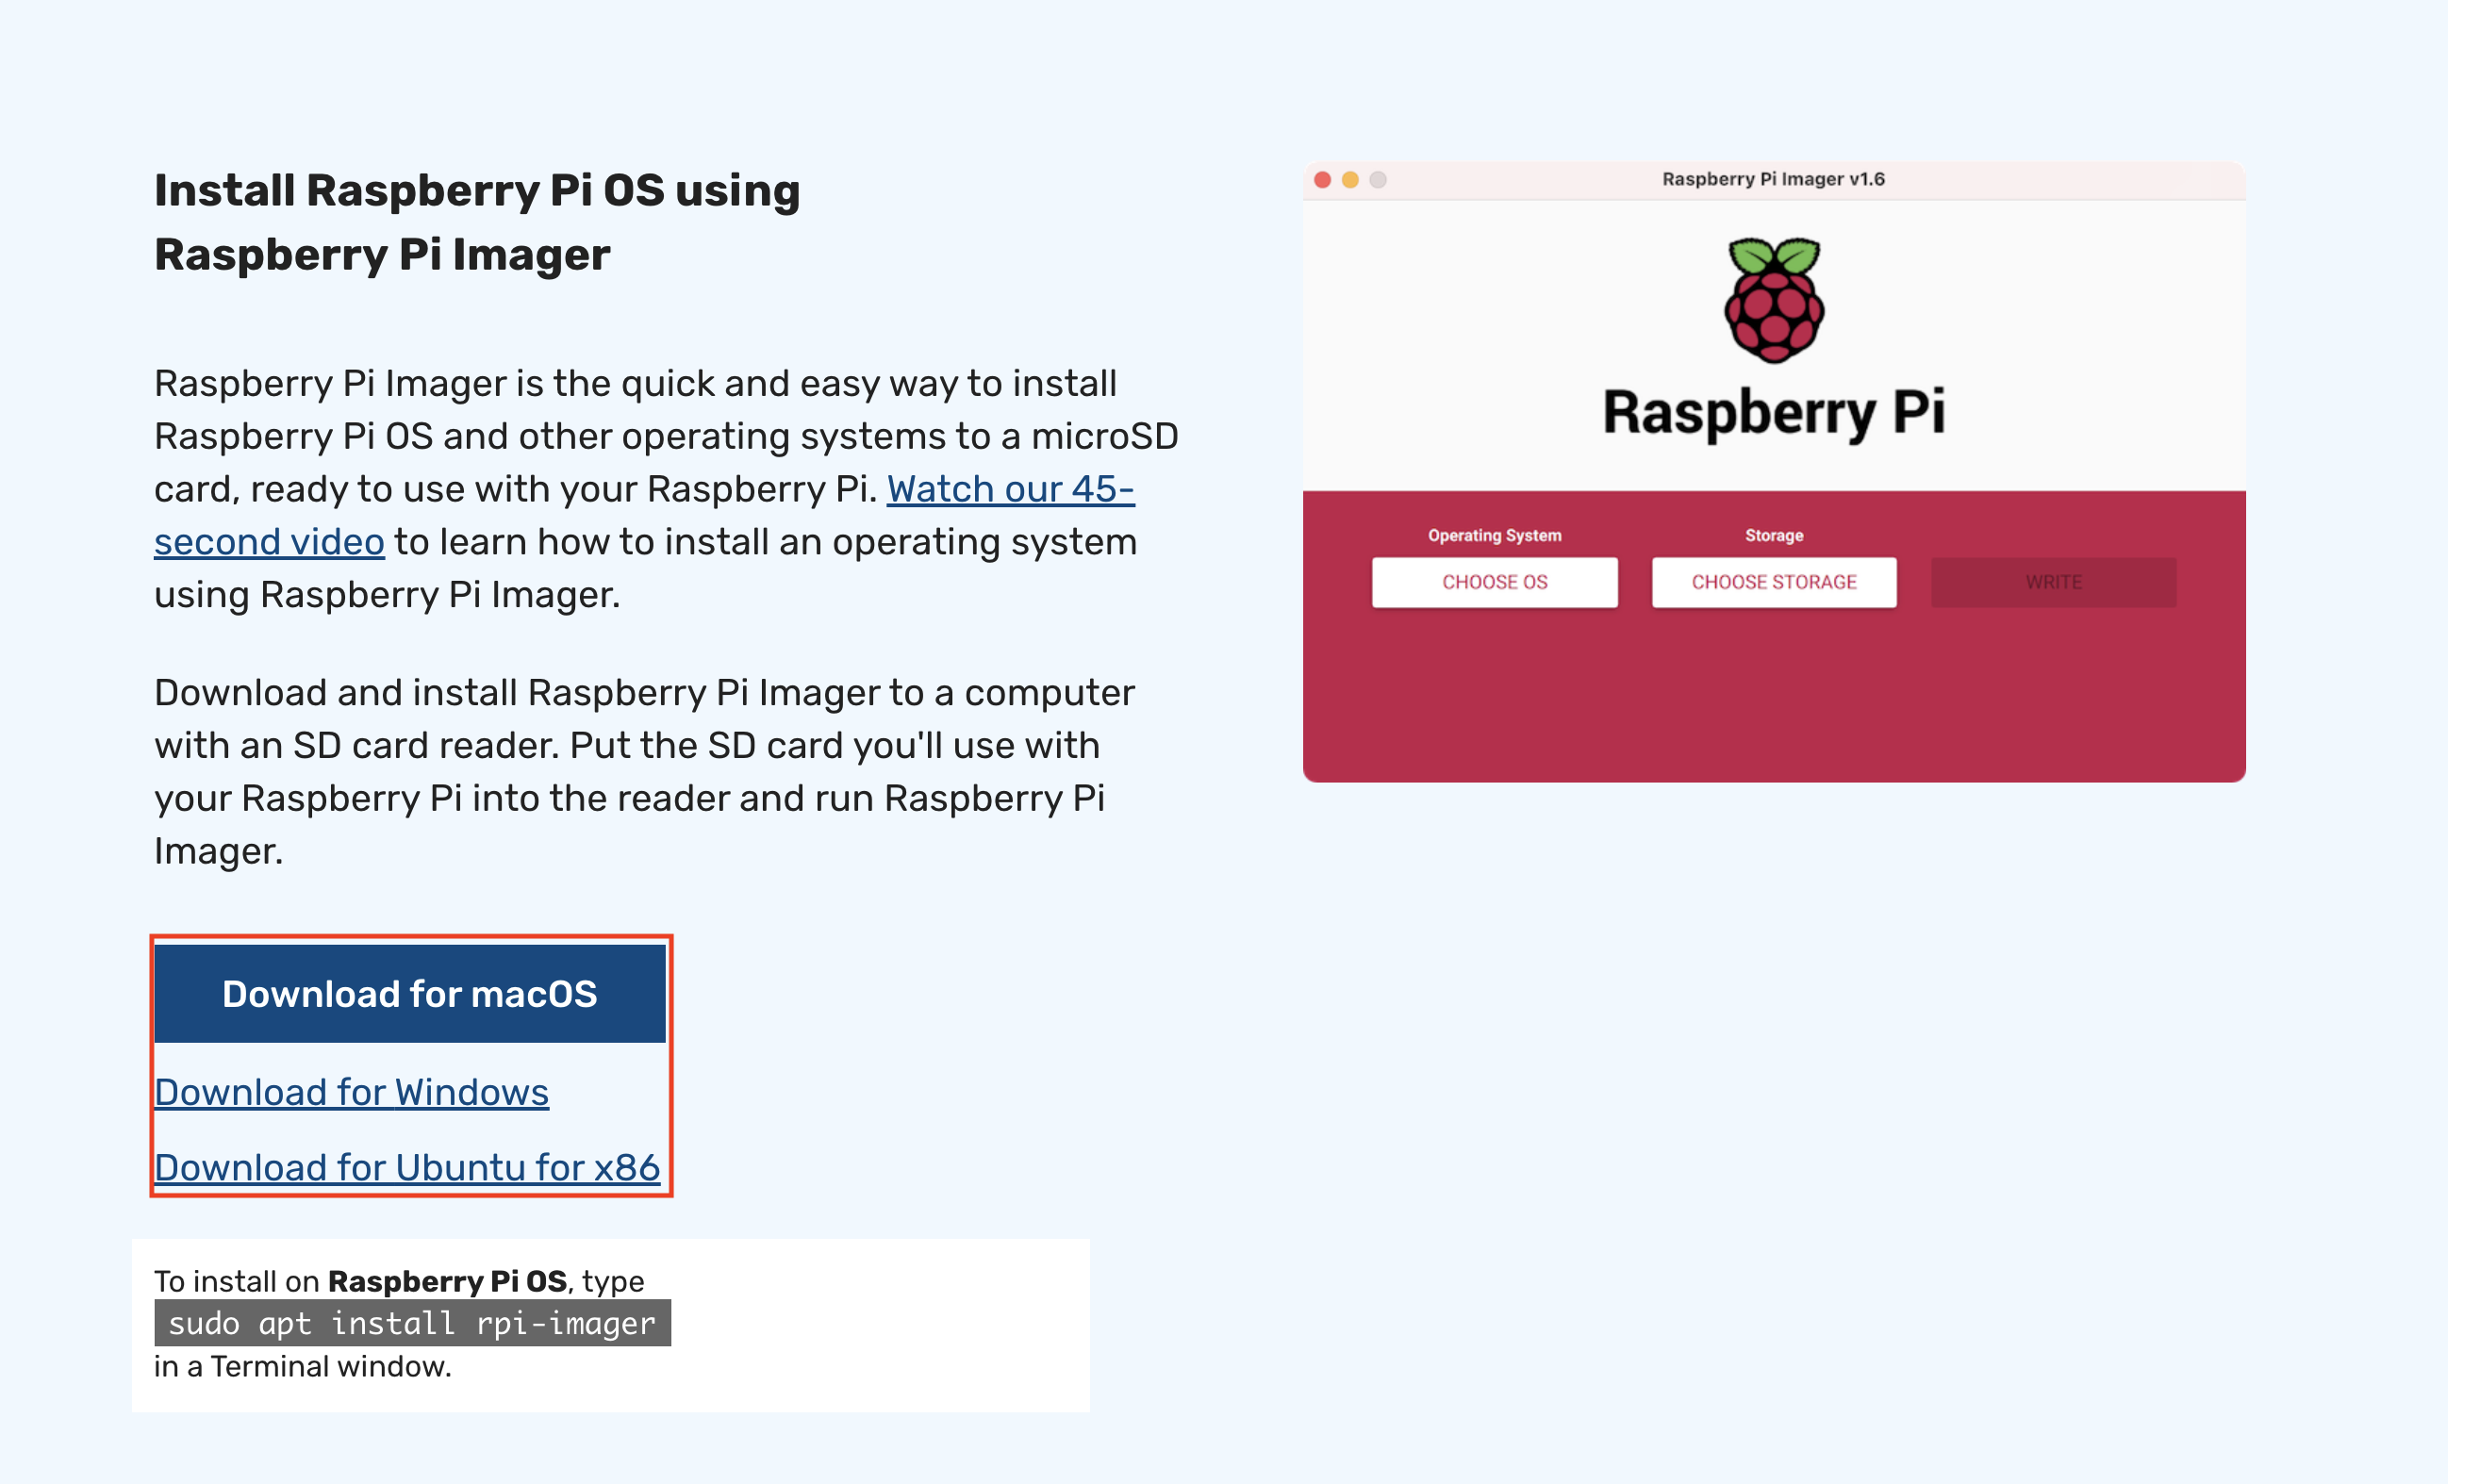 Install Raspberry Pi OS using
Raspberry Pi Imager
Raspberry Pi Imager is the quick and easy way to install
Raspberry Pi OS and other operating systems to a microSD
card, ready to use with your Raspberry Pi. Watch our 45-
second video to learn how to install an operating system
using Raspberry Pi Imager.
Download and install Raspberry Pi Imager to a computer
with an SD card reader. Put the SD card you'll use with
your Raspberry Pi into the reader and run Raspberry Pi
Imager.
Download for macOS
Download for Windows
Download for Ubuntu for x86
To install on Raspberry Pi OS, type
sudo apt install rpi-imager
in a Terminal window.
Raspberry Pi Imager v1.6
Raspberry Pi
Operating System
Storage
CHOOSE OS
CHOOSE STORAGE
WRITE